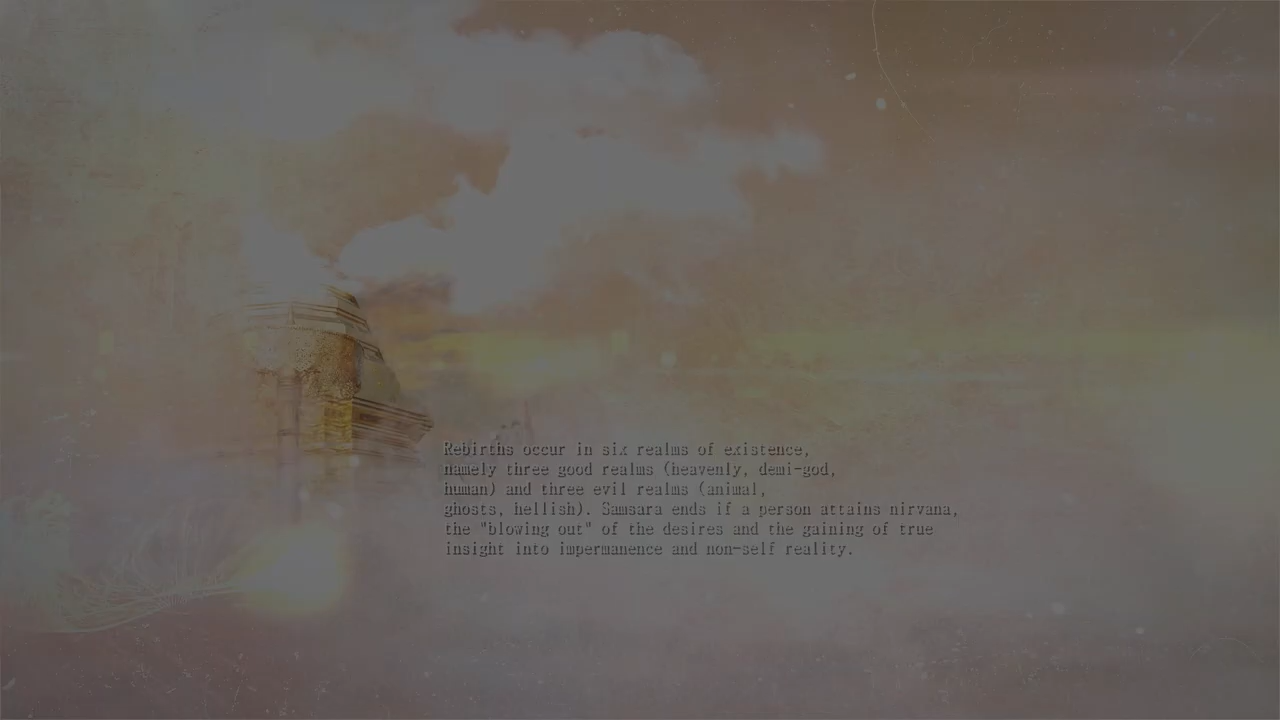 Rebirths occur in six realms of existence,
namely three good realms (heavenly, demi-god,
human) and three evil realms (animal,
ghosts, hellish). Samsara ends if a person attains nirvana,
the "blowing out" of the desires and the gaining of true
insight into impermanence and non-self reality.